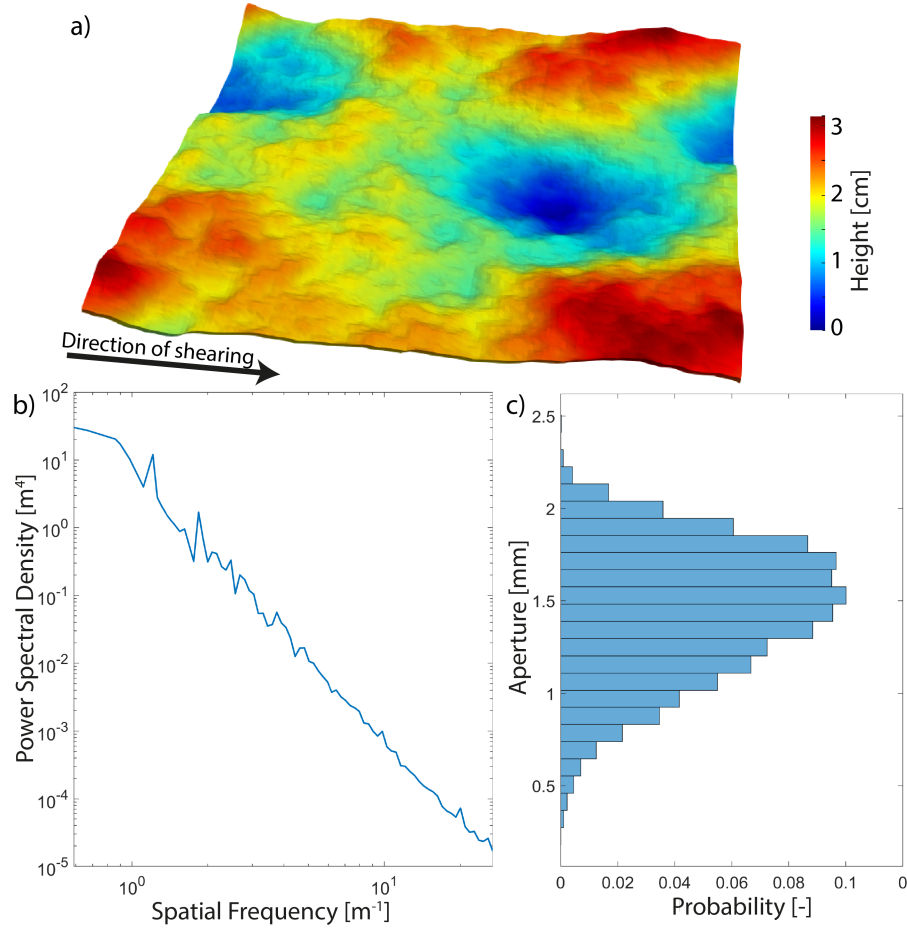 a)
3
2
1
0
Height [cm]
Direction of shearing
b)
10²
10¹
10⁰
10⁻¹
10⁻²
10⁻³
10⁻⁴
10⁻⁵
Power Spectral Density [m⁴]
10⁰
10¹
Spatial Frequency [m⁻¹]
c)
2.5
2
1.5
1
0.5
Aperture [mm]
0 0.02 0.04 0.06 0.08 0.1 0
Probability [-]